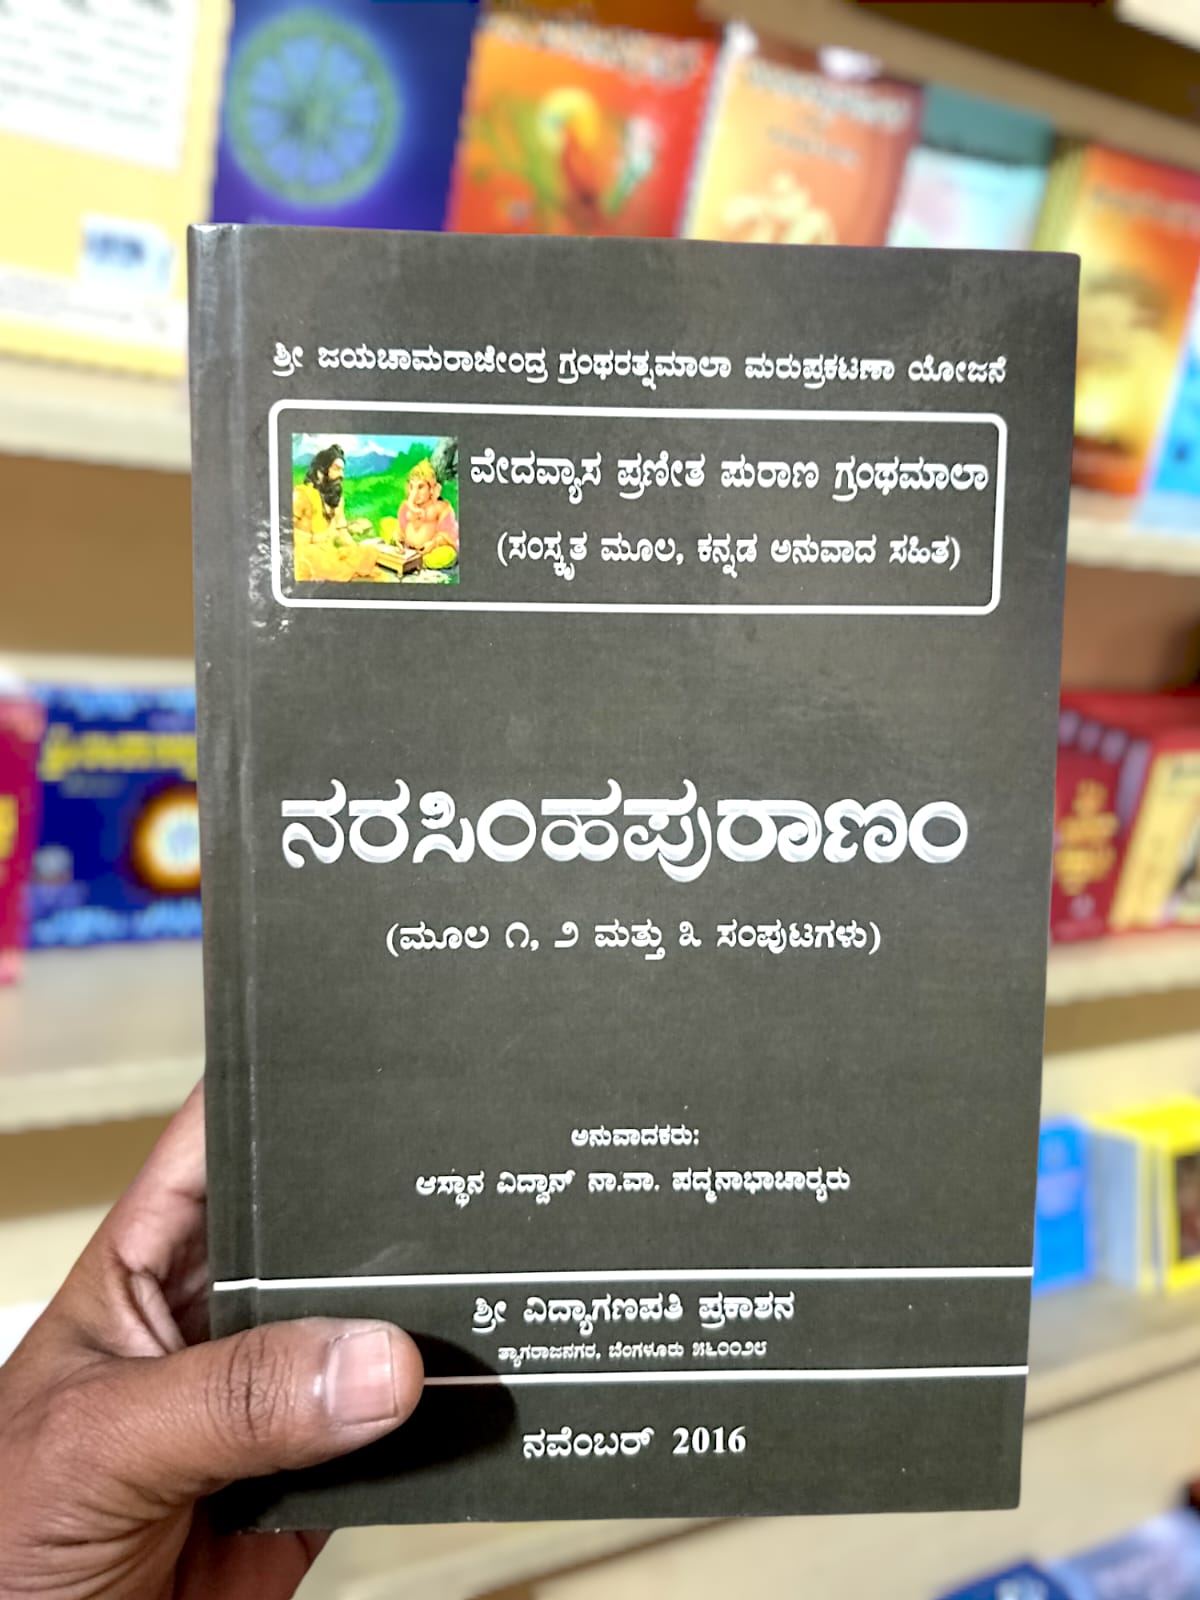 ಶ್ರೀ ಜಯಚಾಮರಾಜೇಂದ್ರ ಗ್ರಂಥರತ್ನಮಾಲಾ ಮರುಪ್ರಕಟಣಾ ಯೋಜನೆ
ವೇದವ್ಯಾಸ ಪ್ರಣೀತ ಪುರಾಣ ಗ್ರಂಥಮಾಲಾ
(ಸಂಸ್ಕೃತ ಮೂಲ, ಕನ್ನಡ ಅನುವಾದ ಸಹಿತ)
ನರಸಿಂಹಪುರಾಣಂ
(ಮೂಲ ೧, ೨ ಮತ್ತು ೩ ಸಂಪುಟಗಳು)
ಅನುವಾದಕರು:
ಆಸ್ಥಾನ ವಿದ್ವಾನ್ ನಾ.ವಾ. ಪದ್ಮನಾಭಾಚಾರ್‍ಯರು
ಶ್ರೀ ವಿದ್ಯಾಗಣಪತಿ ಪ್ರಕಾಶನ
ತ್ಯಾಗರಾಜನಗರ, ಬೆಂಗಳೂರು ೫೬೦೦೨೮
ನವೆಂಬರ್ 2016